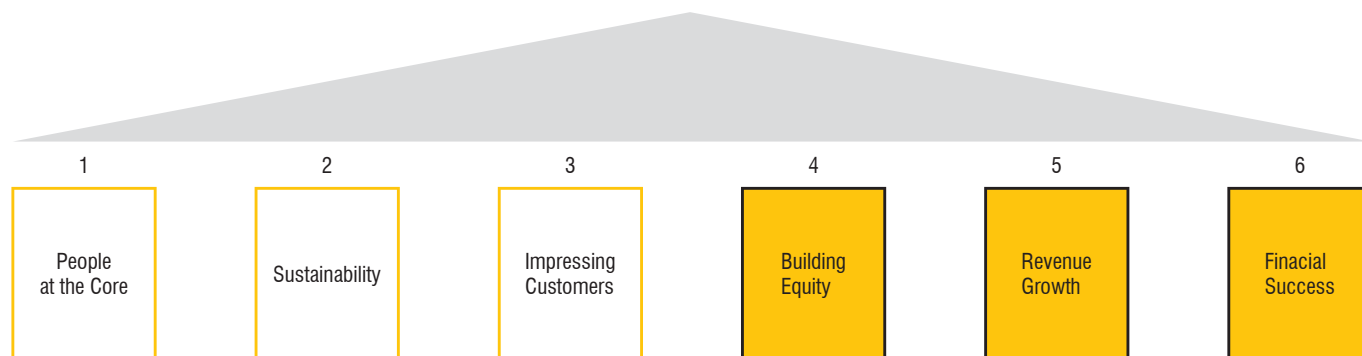 1
2
3
4
5
6
People
at the Core
Sustainability
Impressing
Customers
Building
Equity
Revenue
Growth
Finacial
Success